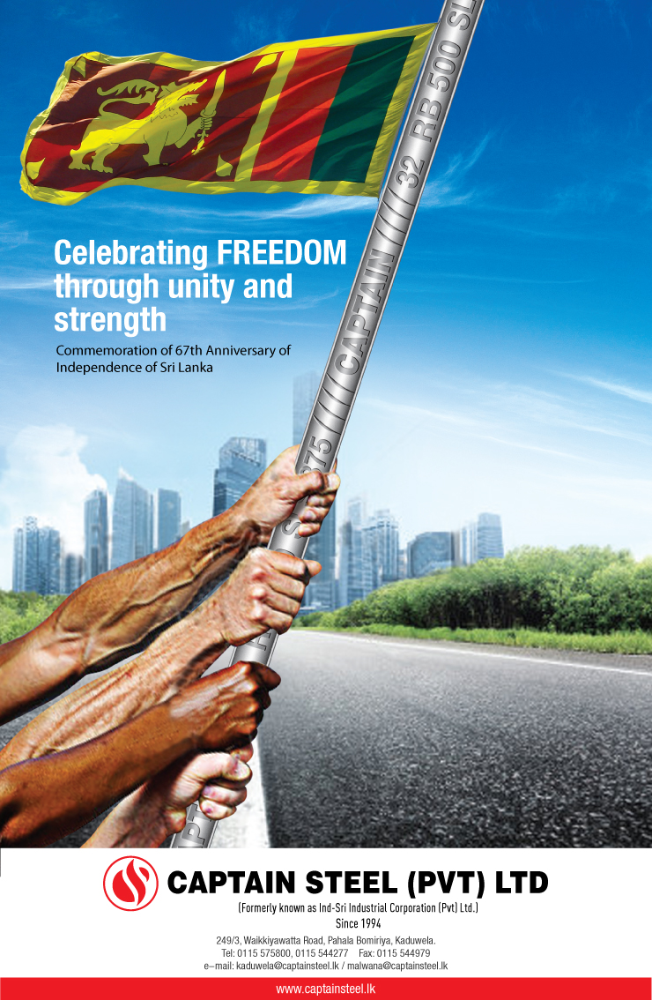 32 RB 500 SL
CAPTAIN
375
Celebrating FREEDOM
through unity and
strength
Commemoration of 67th Anniversary of
Independence of Sri Lanka
CAPTAIN STEEL (PVT) LTD
(Formerly known as Ind-Sri Industrial Corporation (Pvt) Ltd.)
Since 1994
249/3, Waikkiyawatta Road, Pahala Bomiriya, Kaduwela.
Tel: 0115 575800, 0115 544277 Fax: 0115 544979
e-mail: kaduwela@captainsteel.lk / malwana@captainsteel.lk
www.captainsteel.lk